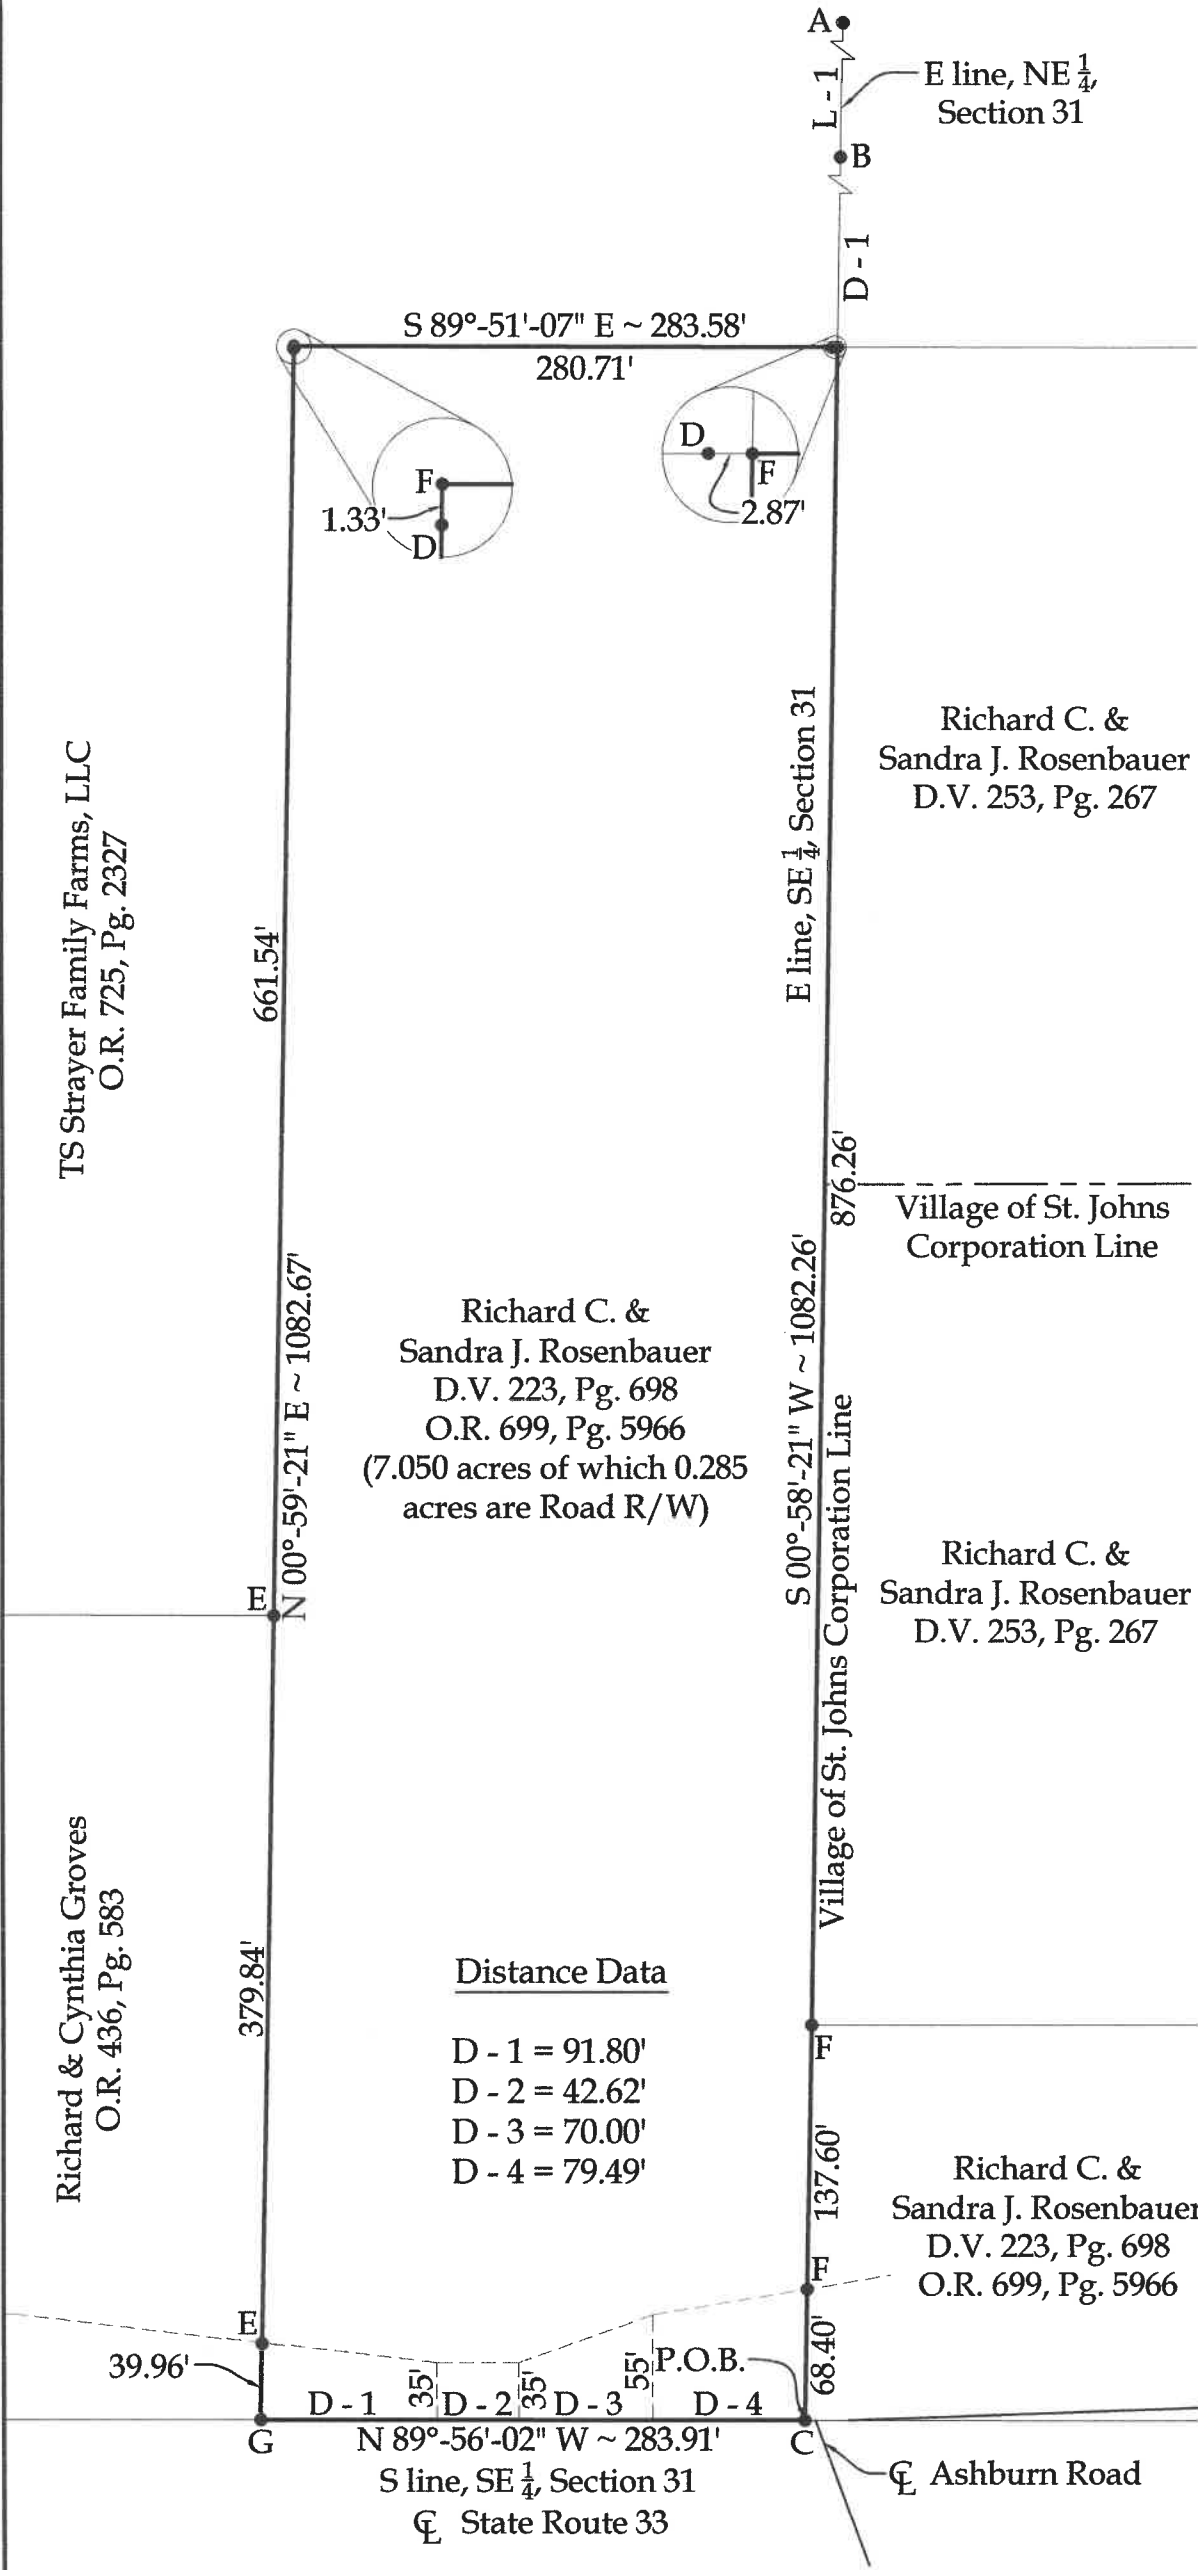 A
E line, NE 1/4,
Section 31
L - 1
B
D - 1
S 89°-51'-07" E ~ 283.58'
280.71'
F
1.33'
D
D
F
2.87'
TS Strayer Family Farms, LLC
O.R. 725, Pg. 2327
661.54'
N 00°-59'-21" E ~ 1082.67'
E line, SE 1/4, Section 31
Richard C. &
Sandra J. Rosenbauer
D.V. 253, Pg. 267
876.26'
Village of St. Johns
Corporation Line
S 00°-58'-21" W ~ 1082.26'
Richard C. &
Sandra J. Rosenbauer
D.V. 223, Pg. 698
O.R. 699, Pg. 5966
(7.050 acres of which 0.285
acres are Road R/W)
Village of St. Johns Corporation Line
Richard C. &
Sandra J. Rosenbauer
D.V. 253, Pg. 267
E
Richard & Cynthia Groves
O.R. 436, Pg. 583
379.84'
Distance Data
D - 1 = 91.80'
D - 2 = 42.62'
D - 3 = 70.00'
D - 4 = 79.49'
F
137.60'
Richard C. &
Sandra J. Rosenbauer
D.V. 223, Pg. 698
O.R. 699, Pg. 5966
F
E
39.96'
68.40'
P.O.B.
D - 1
35'
D - 2
35'
D - 3
55'
D - 4
G
N 89°-56'-02" W ~ 283.91'
C
S line, SE 1/4, Section 31
℄ State Route 33
℄ Ashburn Road